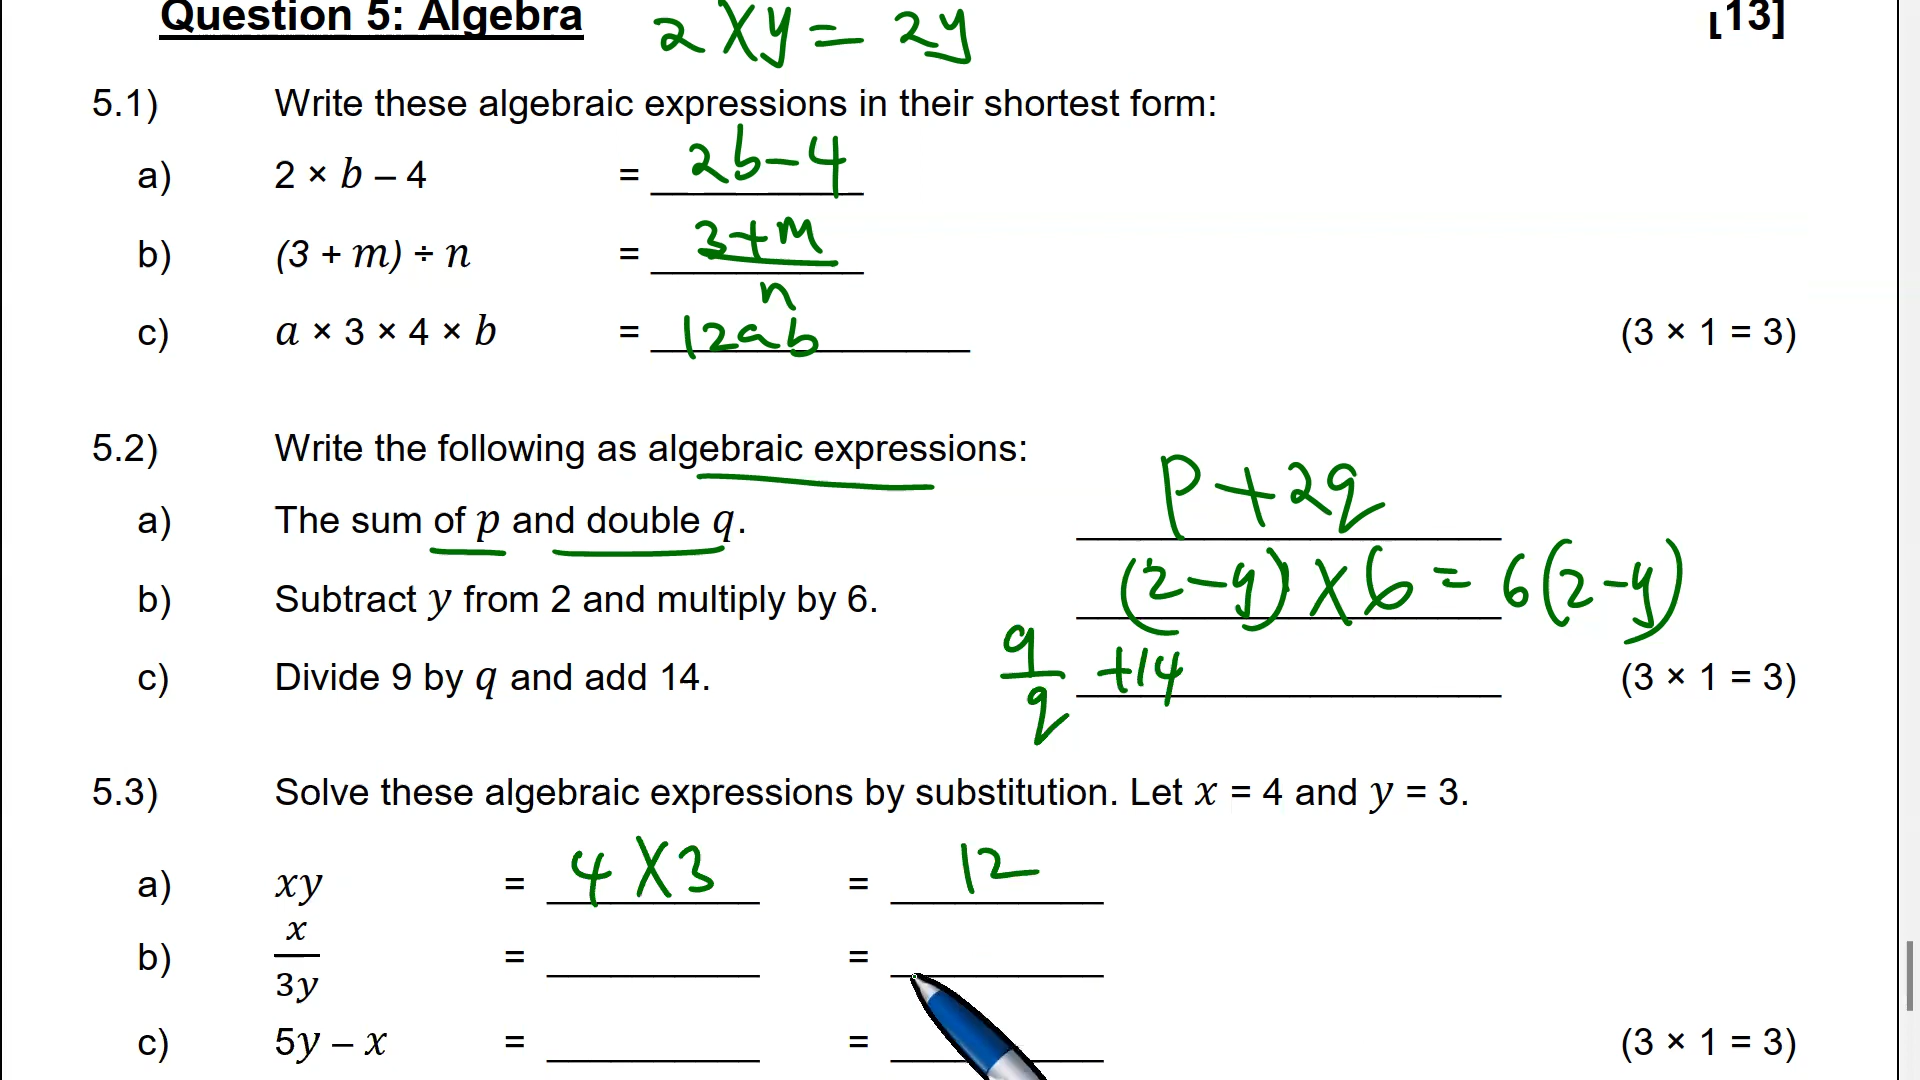 Question 5: Algebra 2 × y = 2y [13]
5.1) Write these algebraic expressions in their shortest form:
a) 2 × b – 4 = 2b – 4
b) (3 + m) ÷ n = 3+m
n
c) a × 3 × 4 × b = 12ab (3 × 1 = 3)
5.2) Write the following as algebraic expressions:
a) The sum of p and double q. p + 2q
b) Subtract y from 2 and multiply by 6. (2 – y) × 6 = 6(2 – y)
c) Divide 9 by q and add 14. 9/q + 14 (3 × 1 = 3)
5.3) Solve these algebraic expressions by substitution. Let x = 4 and y = 3.
a) xy = 4 × 3 = 12
b) x/3y = =
c) 5y – x = = (3 × 1 = 3)